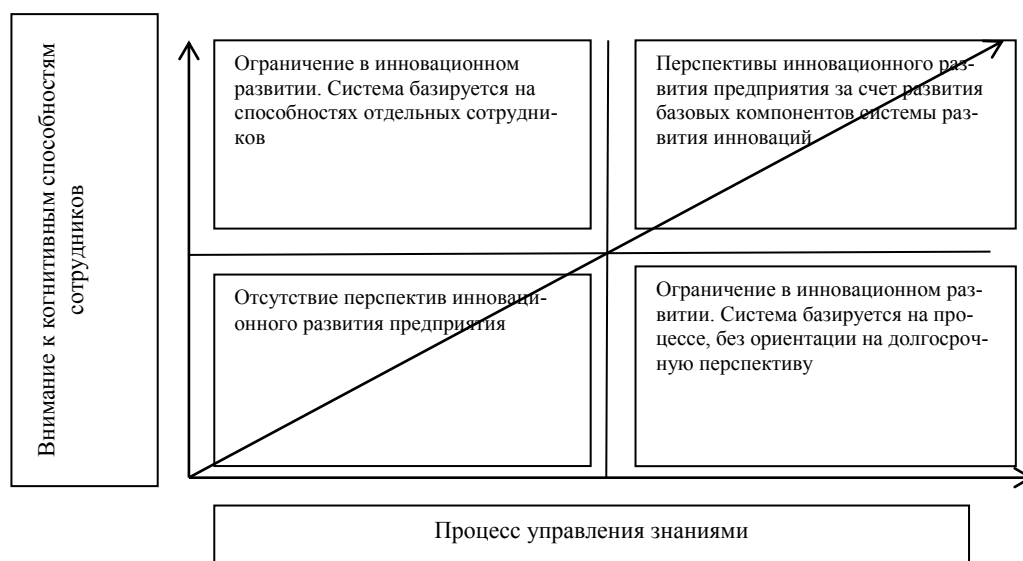 Внимание к когнитивным способностям
сотрудников
Ограничение в инновационном
развитии. Система базируется на
способностях отдельных сотрудни-
ков
Перспективы инновационного раз-
вития предприятия за счет развития
базовых компонентов системы раз-
вития инноваций
Отсутствие перспектив инноваци-
онного развития предприятия
Ограничение в инновационном раз-
витии. Система базируется на про-
цессе, без ориентации на долгосроч-
ную перспективу
Процесс управления знаниями